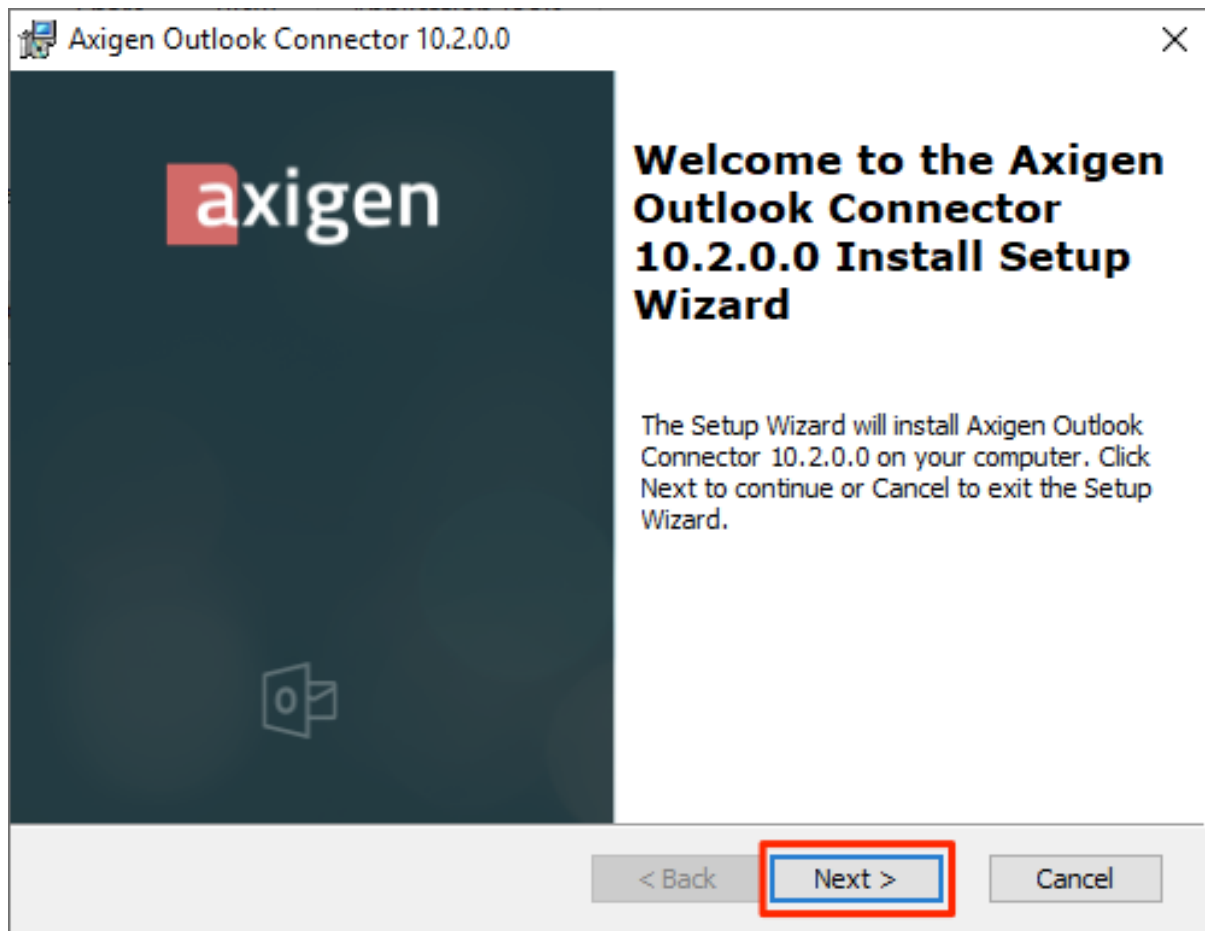 Axigen Outlook Connector 10.2.0.0
axigen
Welcome to the Axigen
Outlook Connector
10.2.0.0 Install Setup
Wizard
The Setup Wizard will install Axigen Outlook
Connector 10.2.0.0 on your computer. Click
Next to continue or Cancel to exit the Setup
Wizard.
< Back
Next >
Cancel